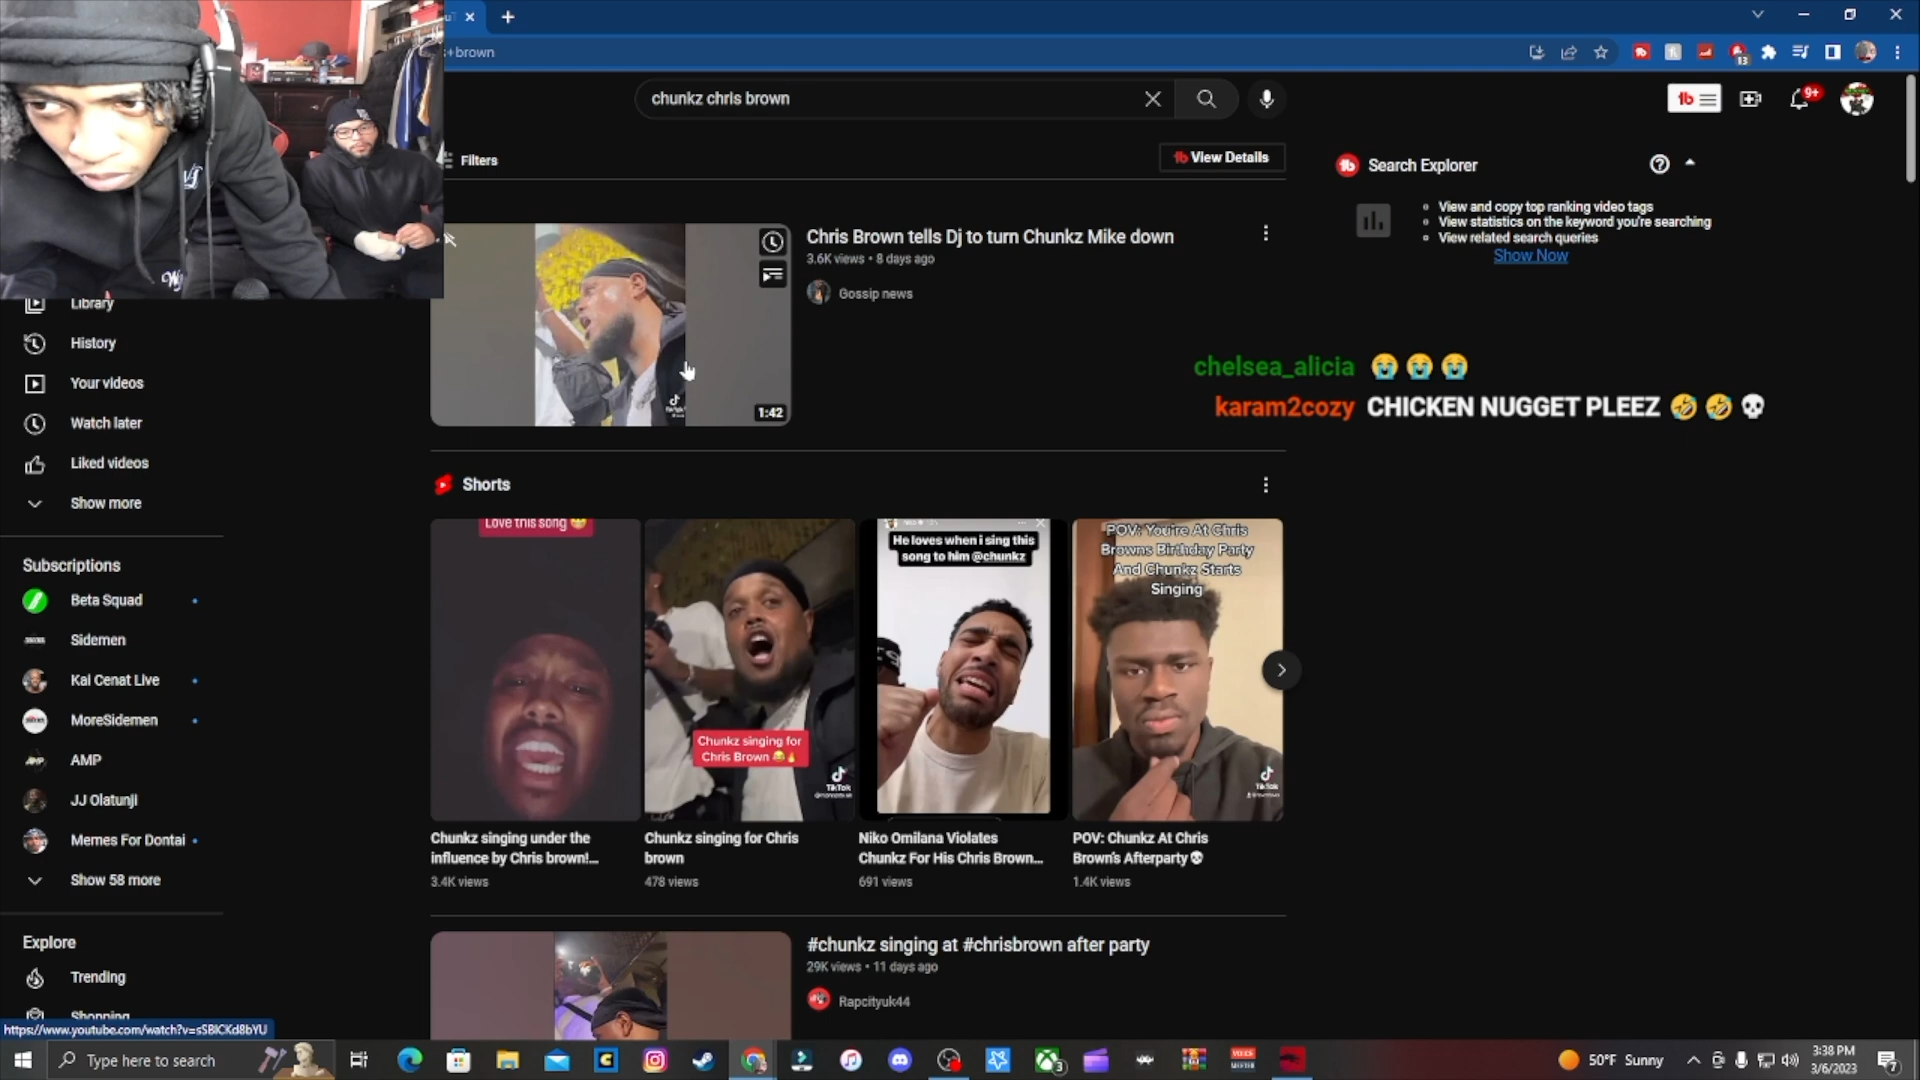 +brown
chunkz chris brown
13
9+
Filters
View Details
Search Explorer
View and copy top ranking video tags
View statistics on the keyword you're searching
View related search queries
Show Now
Chris Brown tells Dj to turn Chunkz Mike down
3.6K views • 8 days ago
Gossip news
1:42
chelsea_alicia 😭 😭 😭
karam2cozy CHICKEN NUGGET PLEEZ 🤣 🤣 💀
Library
History
Your videos
Watch later
Liked videos
Show more
Subscriptions
Beta Squad
Sidemen
Kai Cenat Live
MoreSidemen
AMP
JJ Olatunji
Memes For Dontai
Show 58 more
Explore
Trending
Shopping
Shorts
Love this song
Chunkz singing for
Chris Brown 😂🔥
TikTok
He loves when i sing this
song to him @chunkz
POV: You're At Chris
Browns Birthday Party
And Chunkz Starts
Singing
TikTok
Chunkz singing under the
influence by Chris brown!...
3.4K views
Chunkz singing for Chris
brown
478 views
Niko Omilana Violates
Chunkz For His Chris Brown...
691 views
POV: Chunkz At Chris
Brown's Afterparty💀
1.4K views
#chunkz singing at #chrisbrown after party
29K views • 11 days ago
Rapcityuk44
https://www.youtube.com/watch?v=sSBlCKd8bYU
Type here to search
50°F Sunny
3:38 PM
3/6/2023